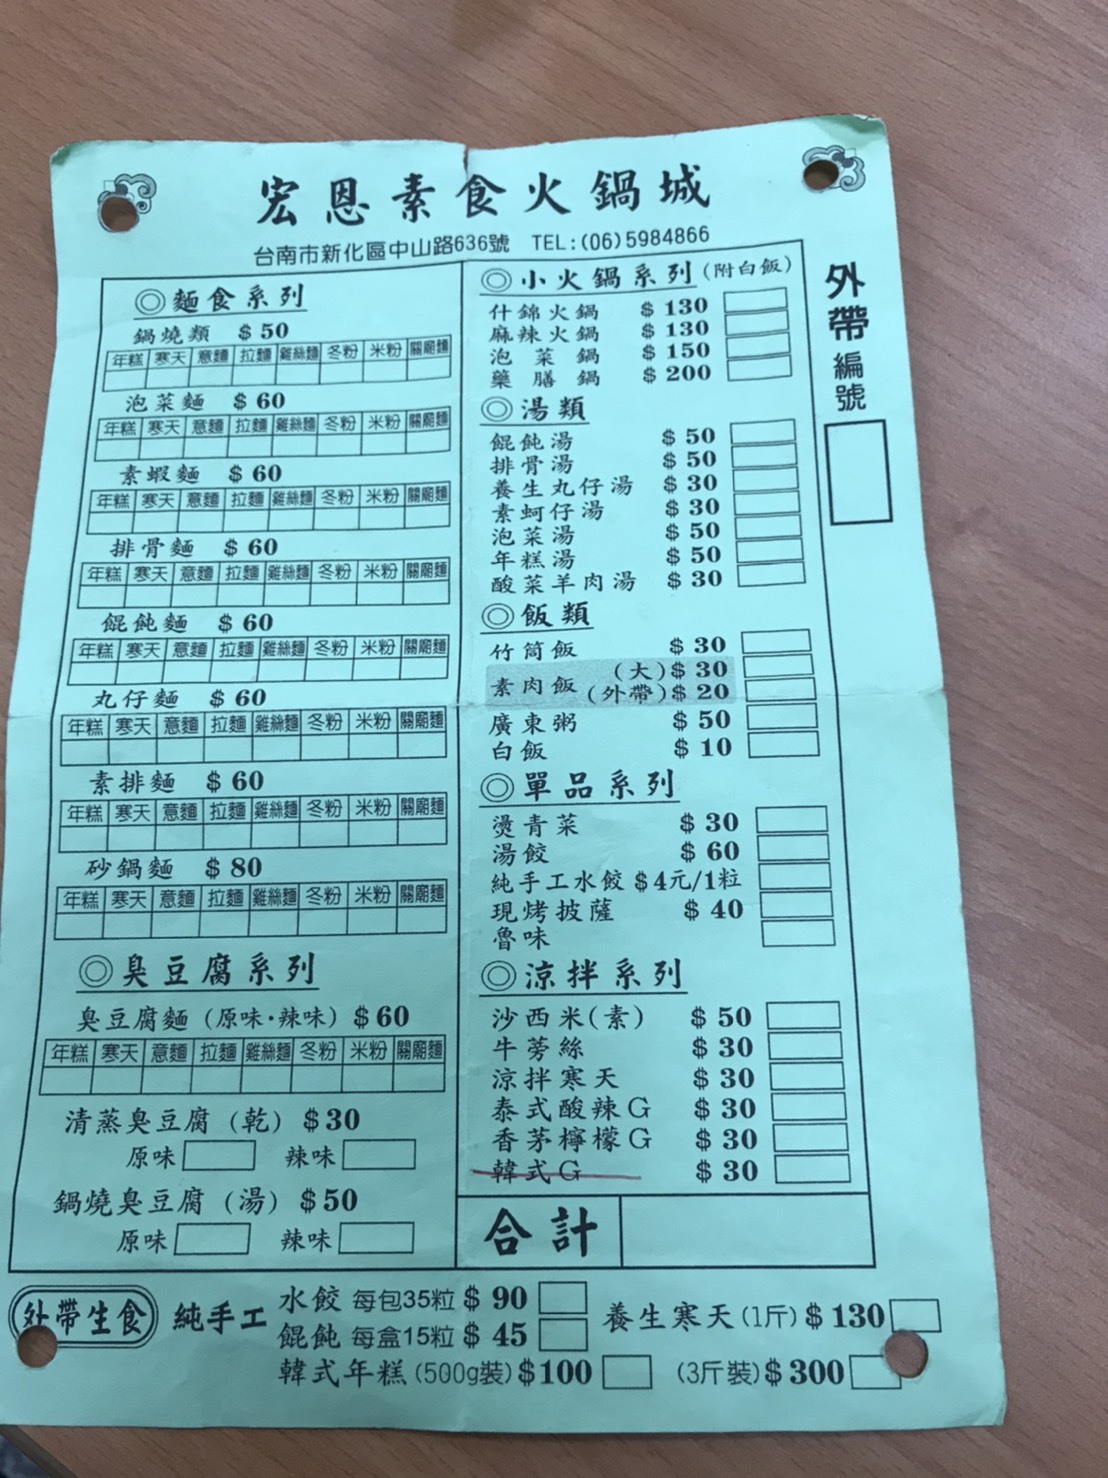 宏恩素食火鍋城
台南市新化區中山路636號 TEL:(06)5984866
外帶編號
◎麵食系列
鍋燒類 $50
年糕 寒天 意麵 拉麵 雞絲麵 冬粉 米粉 關廟麵
泡菜麵 $60
年糕 寒天 意麵 拉麵 雞絲麵 冬粉 米粉 關廟麵
素蝦麵 $60
年糕 寒天 意麵 拉麵 雞絲麵 冬粉 米粉 關廟麵
排骨麵 $60
年糕 寒天 意麵 拉麵 雞絲麵 冬粉 米粉 關廟麵
餛飩麵 $60
年糕 寒天 意麵 拉麵 雞絲麵 冬粉 米粉 關廟麵
丸仔麵 $60
年糕 寒天 意麵 拉麵 雞絲麵 冬粉 米粉 關廟麵
素排麵 $60
年糕 寒天 意麵 拉麵 雞絲麵 冬粉 米粉 關廟麵
砂鍋麵 $80
年糕 寒天 意麵 拉麵 雞絲麵 冬粉 米粉 關廟麵
◎臭豆腐系列
臭豆腐麵(原味·辣味) $60
年糕 寒天 意麵 拉麵 雞絲麵 冬粉 米粉 關廟麵
清蒸臭豆腐(乾) $30
原味 辣味
鍋燒臭豆腐(湯) $50
原味 辣味
◎小火鍋系列(附白飯)
什錦火鍋 $130
麻辣火鍋 $130
泡菜鍋 $150
藥膳鍋 $200
◎湯類
餛飩湯 $50
排骨湯 $50
養生丸仔湯 $30
素蚵仔湯 $30
泡菜湯 $50
年糕湯 $50
酸菜羊肉湯 $30
◎飯類
竹筒飯 $30
素肉飯 (大)$30
(外帶)$20
廣東粥 $50
白飯 $10
◎單品系列
燙青菜 $30
湯餃 $60
純手工水餃 $4元/1粒
現烤披薩 $40
魯味
◎涼拌系列
沙西米(素) $50
牛蒡絲 $30
涼拌寒天 $30
泰式酸辣G $30
香茅檸檬G $30
韓式G $30
合計
外帶生食 純手工 水餃 每包35粒 $90
餛飩 每盒15粒 $45
韓式年糕(500g裝) $100
養生寒天(1斤) $130
(3斤裝) $300